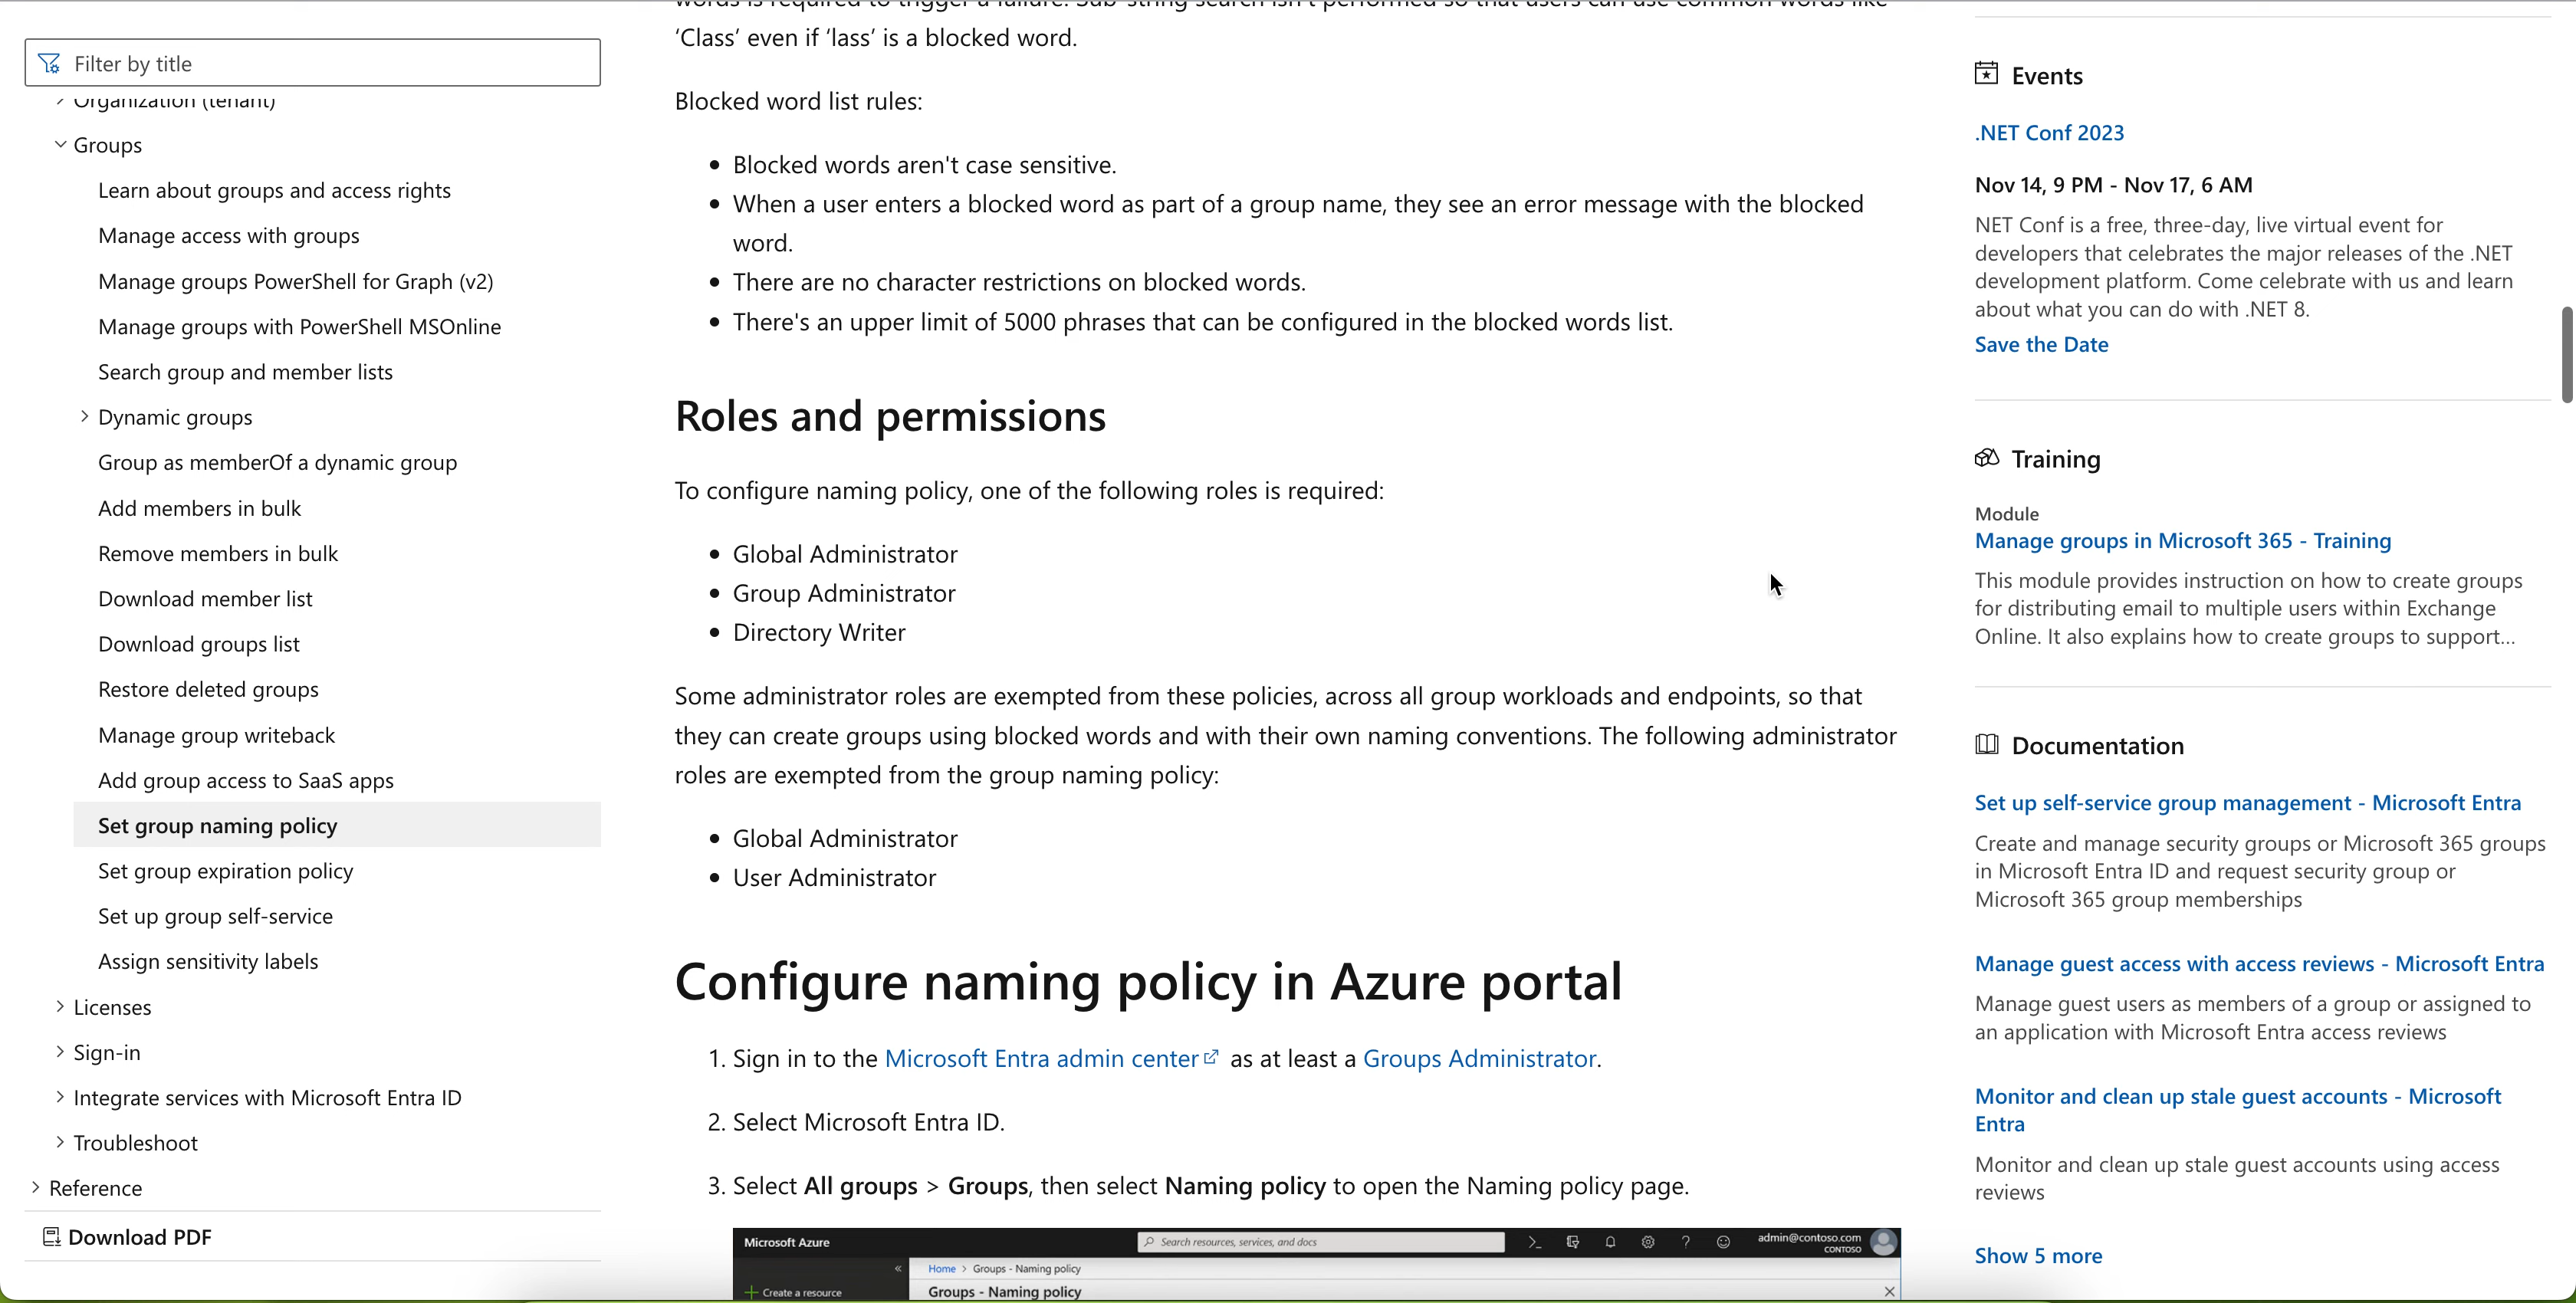 Filter by title
Organization (tenant)
Groups
Learn about groups and access rights
Manage access with groups
Manage groups PowerShell for Graph (v2)
Manage groups with PowerShell MSOnline
Search group and member lists
Dynamic groups
Group as memberOf a dynamic group
Add members in bulk
Remove members in bulk
Download member list
Download groups list
Restore deleted groups
Manage group writeback
Add group access to SaaS apps
Set group naming policy
Set group expiration policy
Set up group self-service
Assign sensitivity labels
Licenses
Sign-in
Integrate services with Microsoft Entra ID
Troubleshoot
Reference
Download PDF
words is required to trigger a failure. Sub-string search isn't performed so that users can use common words like
‘Class’ even if ‘lass’ is a blocked word.
Blocked word list rules:
• Blocked words aren't case sensitive.
• When a user enters a blocked word as part of a group name, they see an error message with the blocked
word.
• There are no character restrictions on blocked words.
• There's an upper limit of 5000 phrases that can be configured in the blocked words list.
Roles and permissions
To configure naming policy, one of the following roles is required:
• Global Administrator
• Group Administrator
• Directory Writer
Some administrator roles are exempted from these policies, across all group workloads and endpoints, so that
they can create groups using blocked words and with their own naming conventions. The following administrator
roles are exempted from the group naming policy:
• Global Administrator
• User Administrator
Configure naming policy in Azure portal
1. Sign in to the Microsoft Entra admin center as at least a Groups Administrator.
2. Select Microsoft Entra ID.
3. Select All groups > Groups, then select Naming policy to open the Naming policy page.
Microsoft Azure
Search resources, services, and docs
admin@contoso.com
CONTOSO
Home > Groups - Naming policy
Create a resource
Groups - Naming policy
Events
.NET Conf 2023
Nov 14, 9 PM - Nov 17, 6 AM
NET Conf is a free, three-day, live virtual event for
developers that celebrates the major releases of the .NET
development platform. Come celebrate with us and learn
about what you can do with .NET 8.
Save the Date
Training
Module
Manage groups in Microsoft 365 - Training
This module provides instruction on how to create groups
for distributing email to multiple users within Exchange
Online. It also explains how to create groups to support...
Documentation
Set up self-service group management - Microsoft Entra
Create and manage security groups or Microsoft 365 groups
in Microsoft Entra ID and request security group or
Microsoft 365 group memberships
Manage guest access with access reviews - Microsoft Entra
Manage guest users as members of a group or assigned to
an application with Microsoft Entra access reviews
Monitor and clean up stale guest accounts - Microsoft
Entra
Monitor and clean up stale guest accounts using access
reviews
Show 5 more